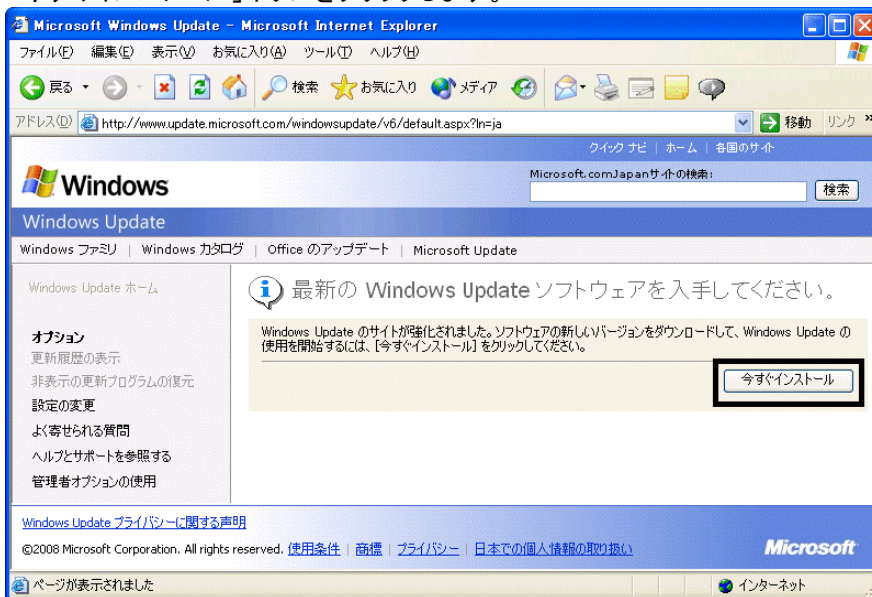 Microsoft Windows Update - Microsoft Internet Explorer
ファイル(F) 編集(E) 表示(V) お気に入り(A) ツール(T) ヘルプ(H)
戻る 検索 お気に入り メディア
アドレス(D) http://www.update.microsoft.com/windowsupdate/v6/default.aspx?ln=ja 移動 リンク »
クイック ナビ | ホーム | 各国のサイト
Windows
Microsoft.comJapanサイトの検索:
検索
Windows Update
Windows ファミリ | Windows カタログ | Office のアップデート | Microsoft Update
Windows Update ホーム
オプション
更新履歴の表示
非表示の更新プログラムの復元
設定の変更
よく寄せられる質問
ヘルプとサポートを参照する
管理者オプションの使用
最新の Windows Update ソフトウェアを入手してください。
Windows Update のサイトが強化されました。ソフトウェアの新しいバージョンをダウンロードして、Windows Update の
使用を開始するには、[今すぐインストール] をクリックしてください。
今すぐインストール
Windows Update プライバシーに関する声明
©2008 Microsoft Corporation. All rights reserved. 使用条件 | 商標 | プライバシー | 日本での個人情報の取り扱い
Microsoft
ページが表示されました インターネット